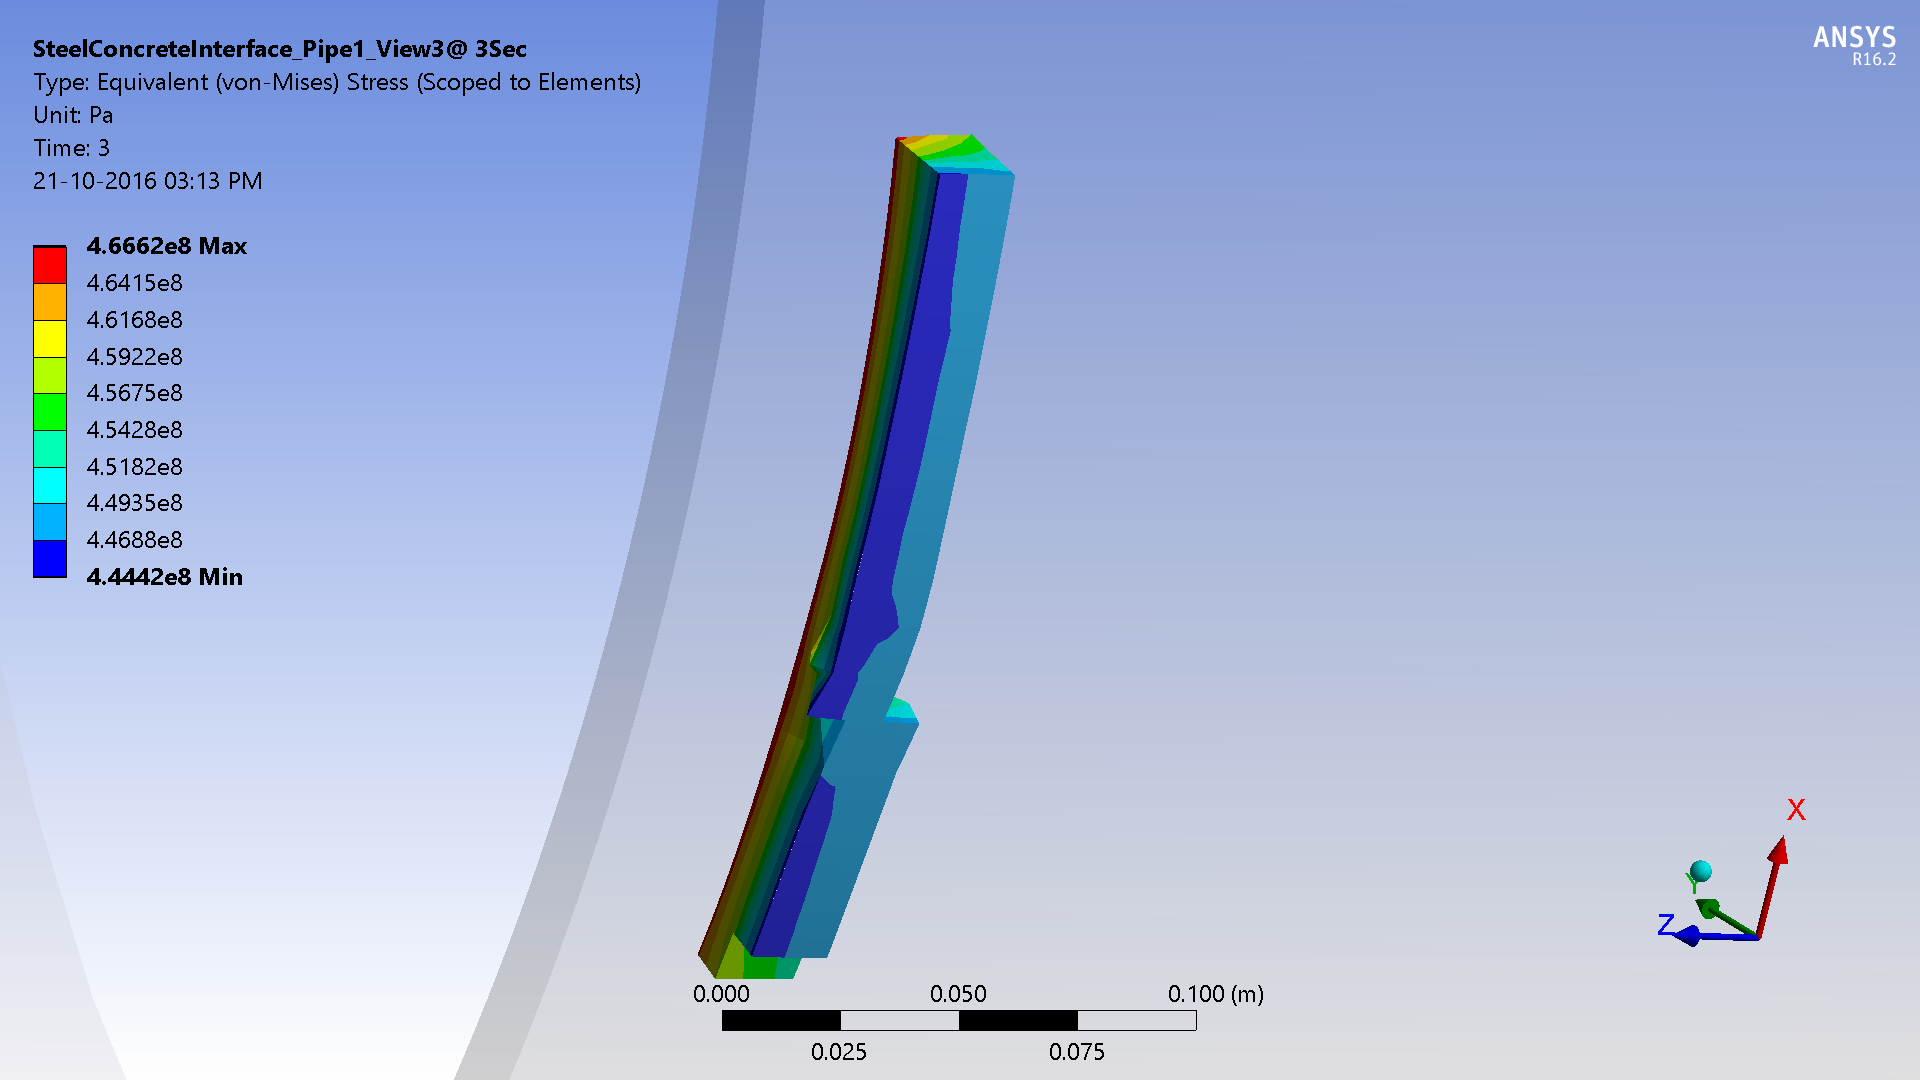 SteelConcreteInterface_Pipe1_View3@ 3Sec
Type: Equivalent (von-Mises) Stress (Scoped to Elements)
Unit: Pa
Time: 3
21-10-2016 03:13 PM
ANSYS
R16.2
4.6662e8 Max
4.6415e8
4.6168e8
4.5922e8
4.5675e8
4.5428e8
4.5182e8
4.4935e8
4.4688e8
4.4442e8 Min
X
Y
Z
0.000 0.050 0.100 (m)
0.025 0.075